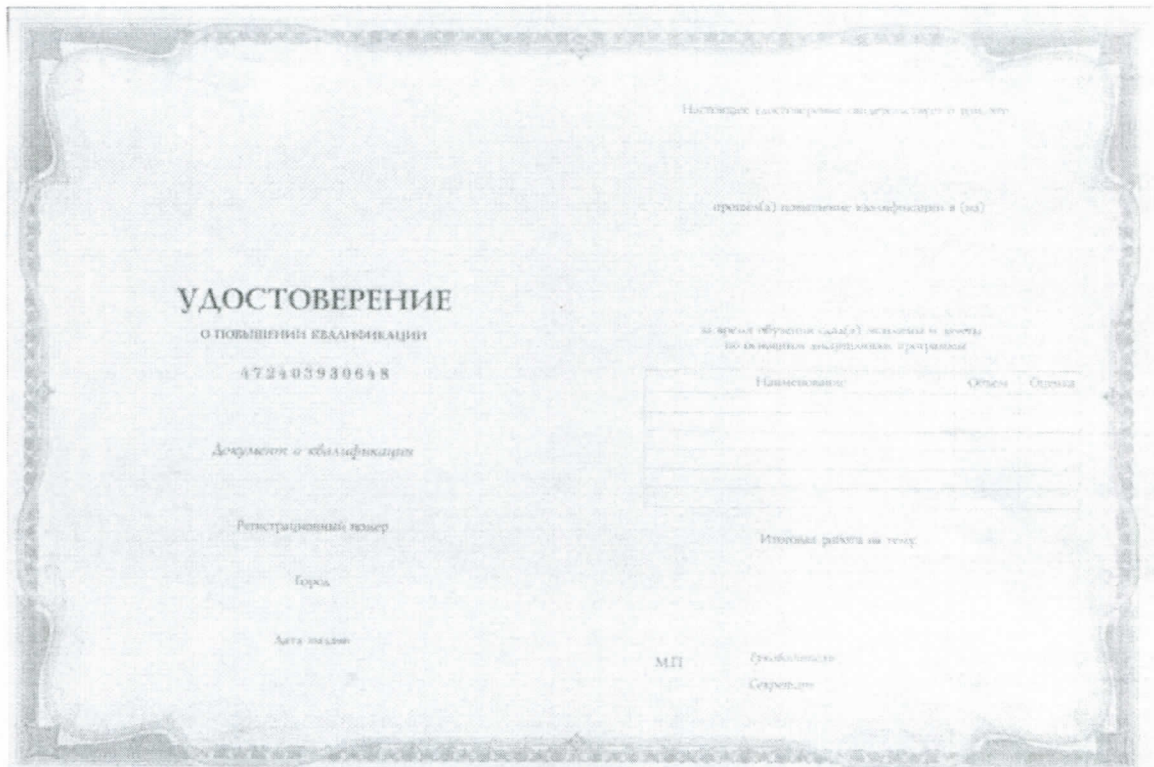 УДОСТОВЕРЕНИЕ
О ПОВЫШЕНИИ КВАЛИФИКАЦИИ
472403930648
Документ о квалификации
Регистрационный номер
Город
Дата выдачи
Настоящее удостоверение свидетельствует о том, что
прошел(а) повышение квалификации в (на)
за время обучения сдал(а) экзамены и зачеты
по основным дисциплинам программы
Наименование Объем Оценка
Итоговая работа на тему
М.П. Руководитель
Секретарь